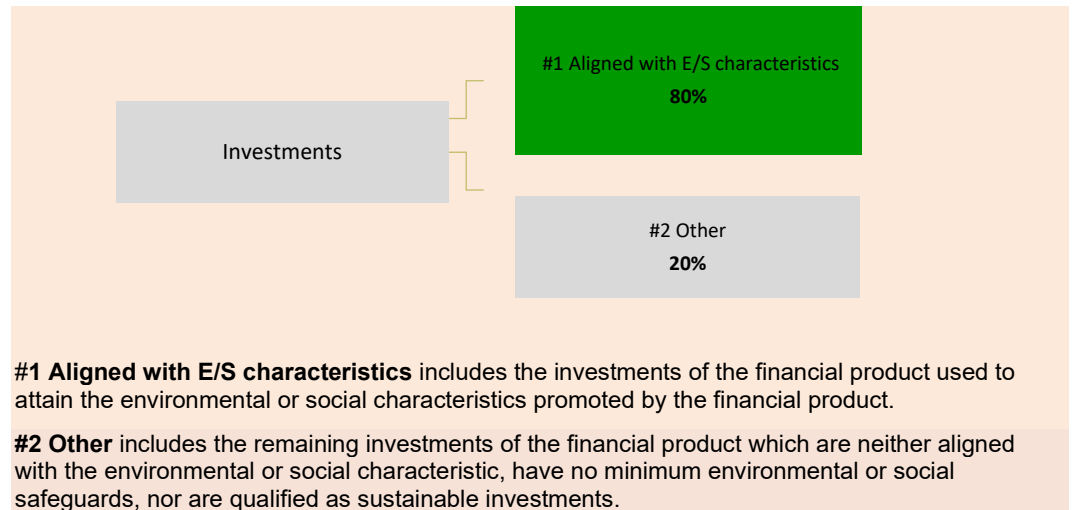 #1 Aligned with E/S characteristics
80%
Investments
#2 Other
20%
#1 Aligned with E/S characteristics includes the investments of the financial product used to
attain the environmental or social characteristics promoted by the financial product.
#2 Other includes the remaining investments of the financial product which are neither aligned
with the environmental or social characteristic, have no minimum environmental or social
safeguards, nor are qualified as sustainable investments.